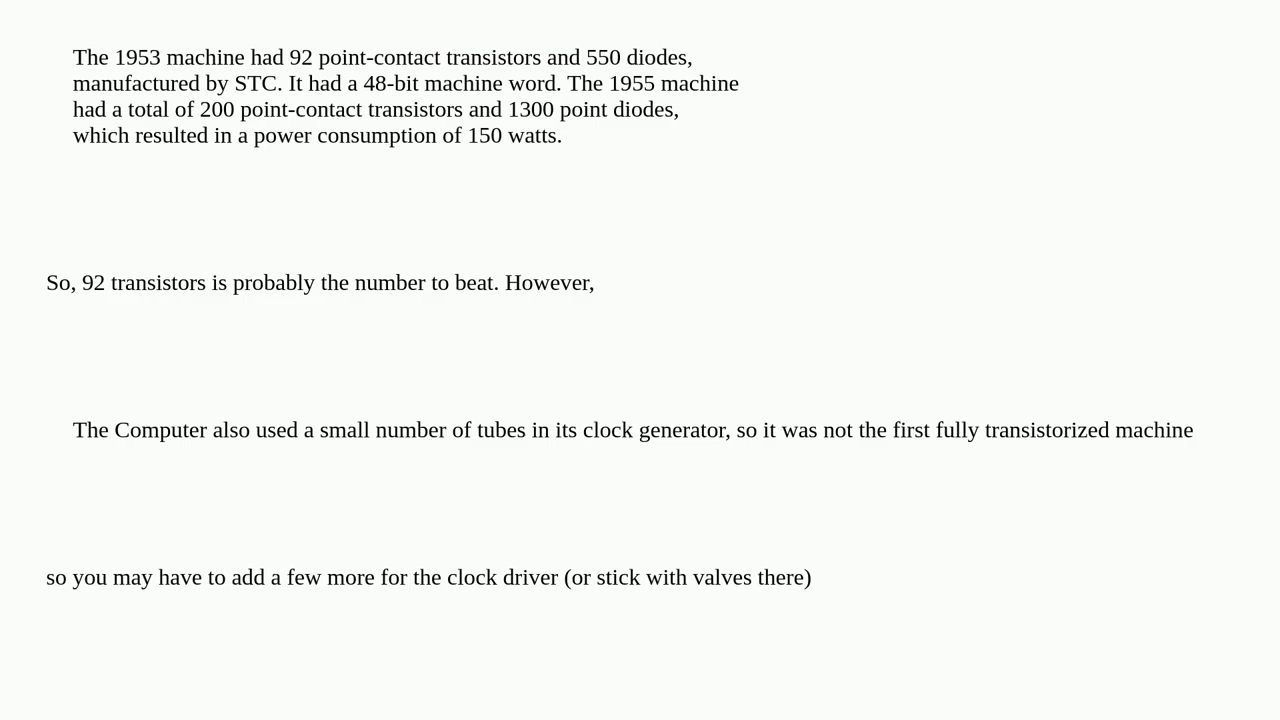 The 1953 machine had 92 point-contact transistors and 550 diodes,
manufactured by STC. It had a 48-bit machine word. The 1955 machine
had a total of 200 point-contact transistors and 1300 point diodes,
which resulted in a power consumption of 150 watts.
So, 92 transistors is probably the number to beat. However,
The Computer also used a small number of tubes in its clock generator, so it was not the first fully transistorized machine
so you may have to add a few more for the clock driver (or stick with valves there)